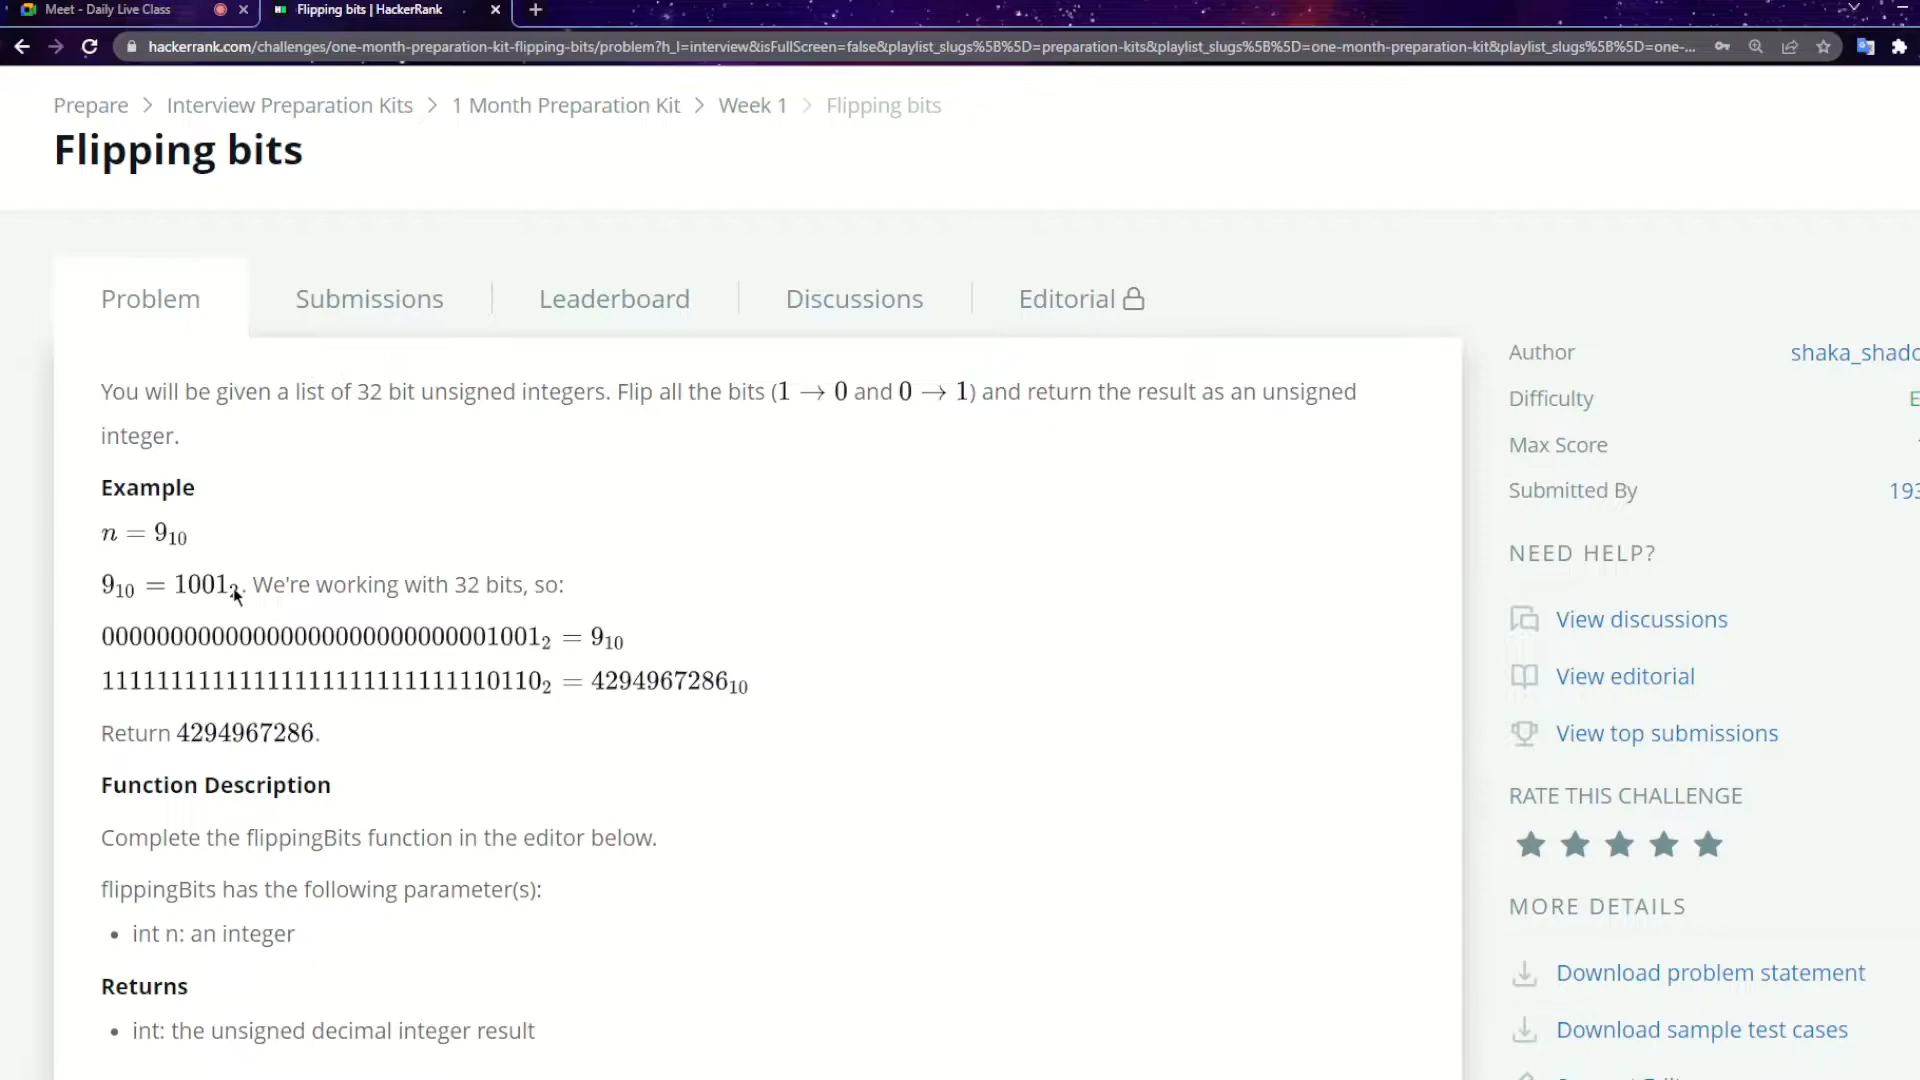 Meet - Daily Live Class
Flipping bits | HackerRank
hackerrank.com/challenges/one-month-preparation-kit-flipping-bits/problem?h_l=interview&isFullScreen=false&playlist_slugs%5B%5D=preparation-kits&playlist_slugs%5B%5D=one-month-preparation-kit&playlist_slugs%5B%5D=one-...
Prepare > Interview Preparation Kits > 1 Month Preparation Kit > Week 1 > Flipping bits
Flipping bits
Problem
Submissions
Leaderboard
Discussions
Editorial
You will be given a list of 32 bit unsigned integers. Flip all the bits (1 → 0 and 0 → 1) and return the result as an unsigned
integer.
Example
n = 9₁₀
9₁₀ = 1001₂. We're working with 32 bits, so:
00000000000000000000000000001001₂ = 9₁₀
11111111111111111111111111110110₂ = 4294967286₁₀
Return 4294967286.
Function Description
Complete the flippingBits function in the editor below.
flippingBits has the following parameter(s):
• int n: an integer
Returns
• int: the unsigned decimal integer result
Author shaka_shado
Difficulty E
Max Score
Submitted By 193
NEED HELP?
View discussions
View editorial
View top submissions
RATE THIS CHALLENGE
MORE DETAILS
Download problem statement
Download sample test cases